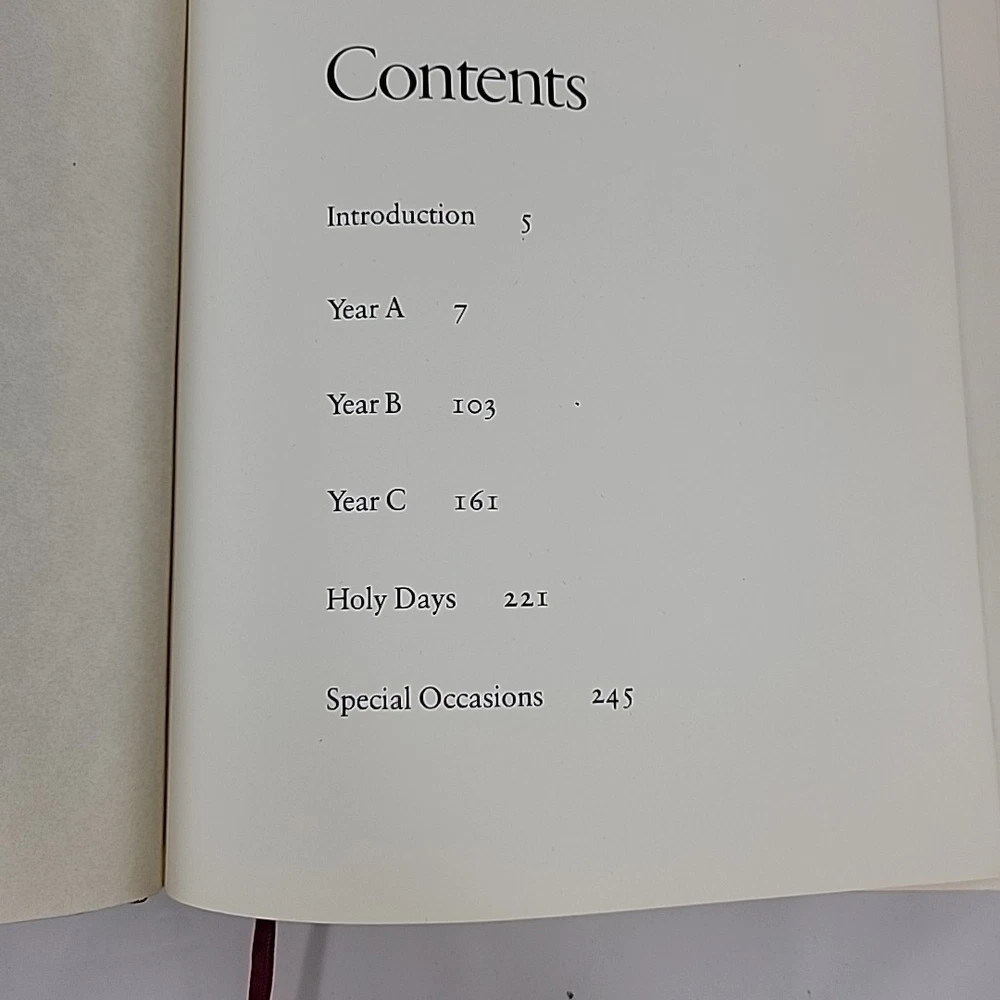 Contents
Introduction 5
Year A 7
Year B 103
Year C 161
Holy Days 221
Special Occasions 245